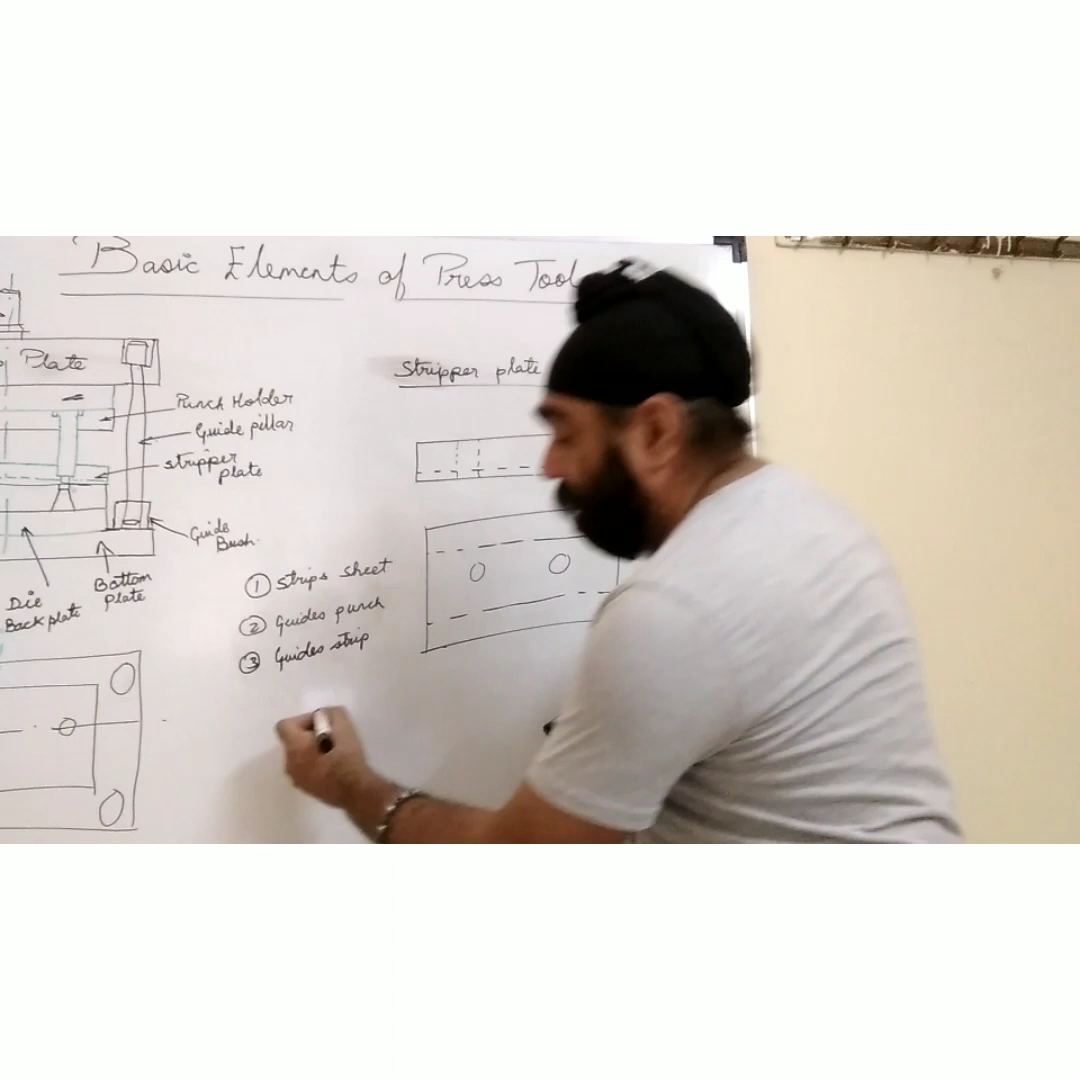 Basic Elements of Press Tool
Plate
Punch Holder
Guide pillar
stripper
plate
Guide
Bush.
Bottom
plate
Die
Back plate
Stripper plate
① Strips sheet
② Guides punch
③ Guides strip